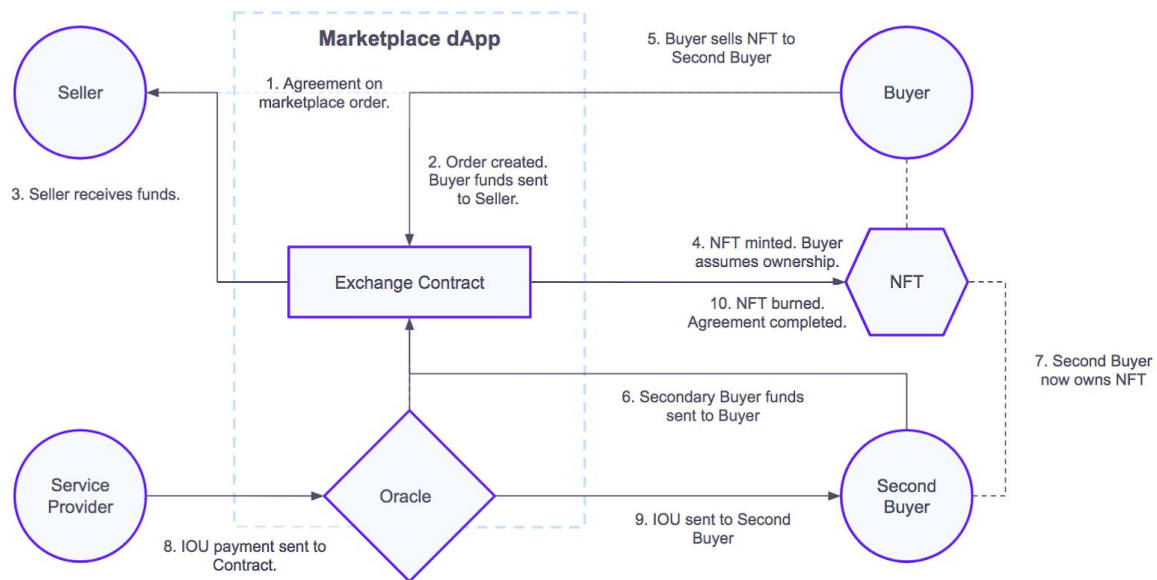 Marketplace dApp
5. Buyer sells NFT to
Second Buyer
Seller
1. Agreement on
marketplace order.
Buyer
2. Order created.
Buyer funds sent
to Seller.
3. Seller receives funds.
4. NFT minted. Buyer
assumes ownership.
Exchange Contract
NFT
10. NFT burned.
Agreement completed.
7. Second Buyer
now owns NFT
6. Secondary Buyer funds
sent to Buyer
Service
Provider
Oracle
Second
Buyer
9. IOU sent to Second
Buyer
8. IOU payment sent to
Contract.